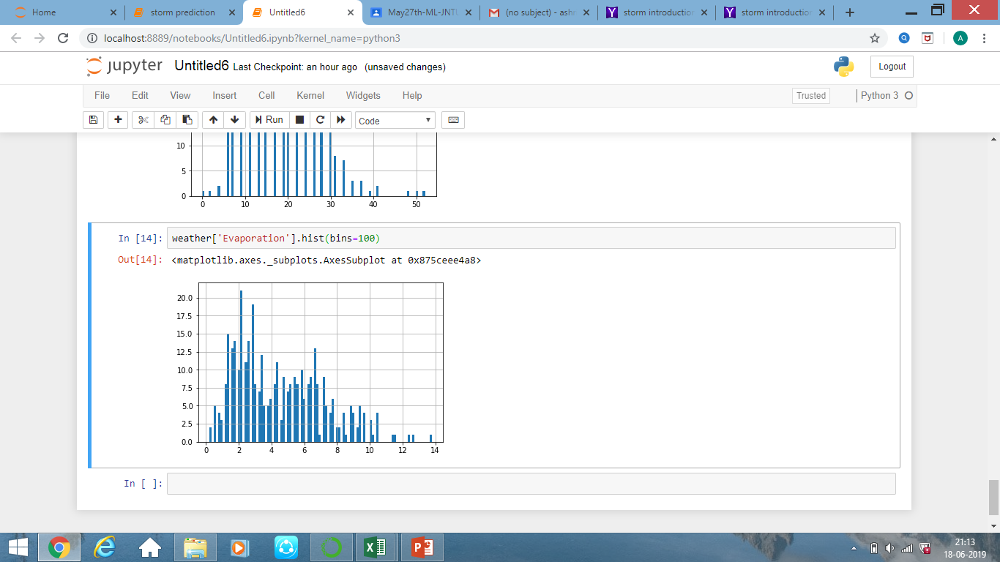 Home
storm prediction
Untitled6
May27th-ML-JNTU
(no subject) - ashr
storm introduction
storm introduction
localhost:8889/notebooks/Untitled6.ipynb?kernel_name=python3
A
jupyter Untitled6 Last Checkpoint: an hour ago (unsaved changes)
Logout
File Edit View Insert Cell Kernel Widgets Help
Trusted
Python 3
Run
Code
10
5
0
0 10 20 30 40 50
In [14]: weather['Evaporation'].hist(bins=100)
Out[14]: <matplotlib.axes._subplots.AxesSubplot at 0x875ceee4a8>
20.0
17.5
15.0
12.5
10.0
7.5
5.0
2.5
0.0
0 2 4 6 8 10 12 14
In [ ]:
21:13
18-06-2019